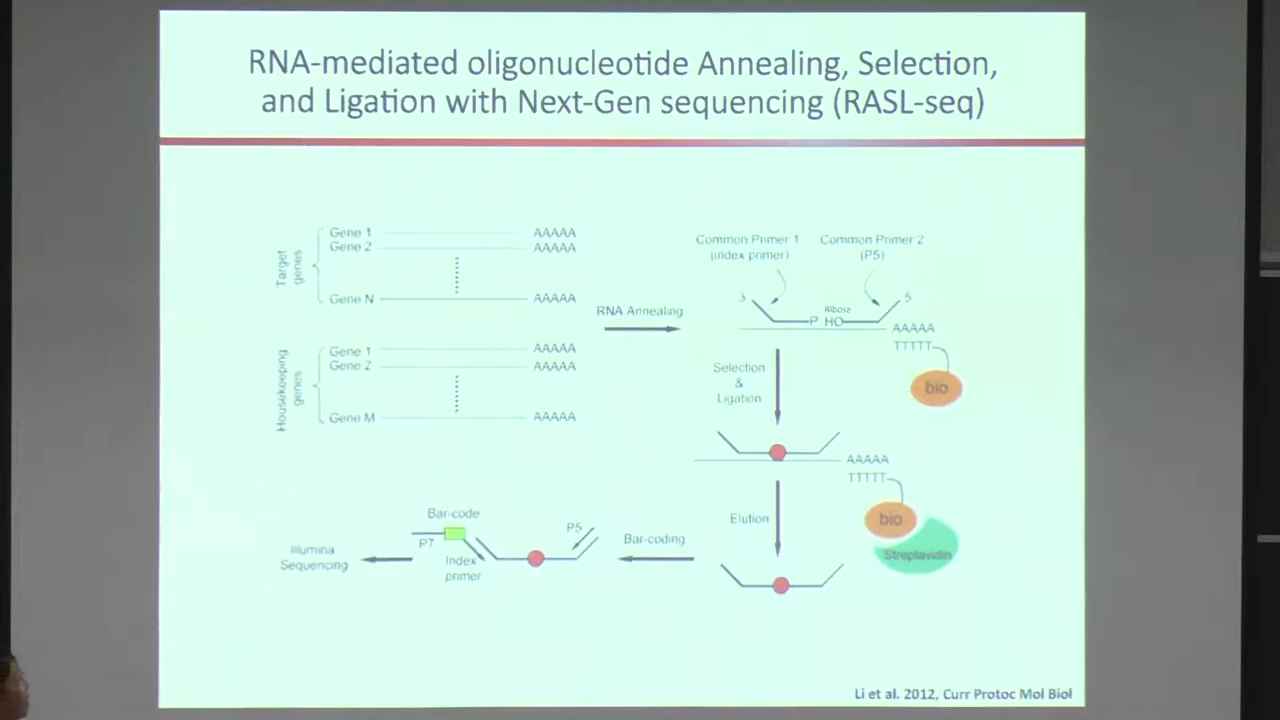 RNA-mediated oligonucleotide Annealing, Selection,
and Ligation with Next-Gen sequencing (RASL-seq)
Target
genes
Gene 1
AAAAA
Gene 2
AAAAA
Gene N
AAAAA
Housekeeping
genes
Gene 1
AAAAA
Gene 2
AAAAA
Gene M
AAAAA
RNA Annealing
Common Primer 1
(index primer)
Common Primer 2
(P5)
3
5
P HO
Ribose
AAAAA
TTTTT
bio
Selection
&
Ligation
AAAAA
TTTTT
bio
Streptavidin
Elution
Bar-coding
Bar-code
P7
Index
primer
P5
Illumina
Sequencing
Li et al. 2012, Curr Protoc Mol Biol